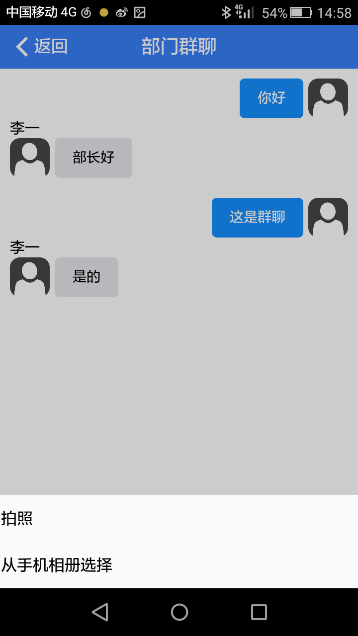 中国移动 4G 54% 14:58
返回 部门群聊
你好
李一
部长好
这是群聊
李一
是的
拍照
从手机相册选择